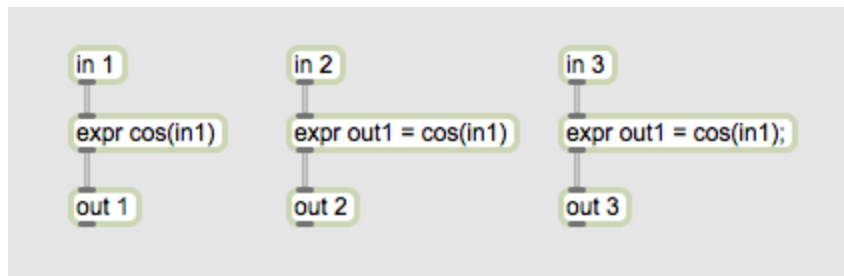 in 1
in 2
in 3
expr cos(in1)
expr out1 = cos(in1)
expr out1 = cos(in1);
out 1
out 2
out 3